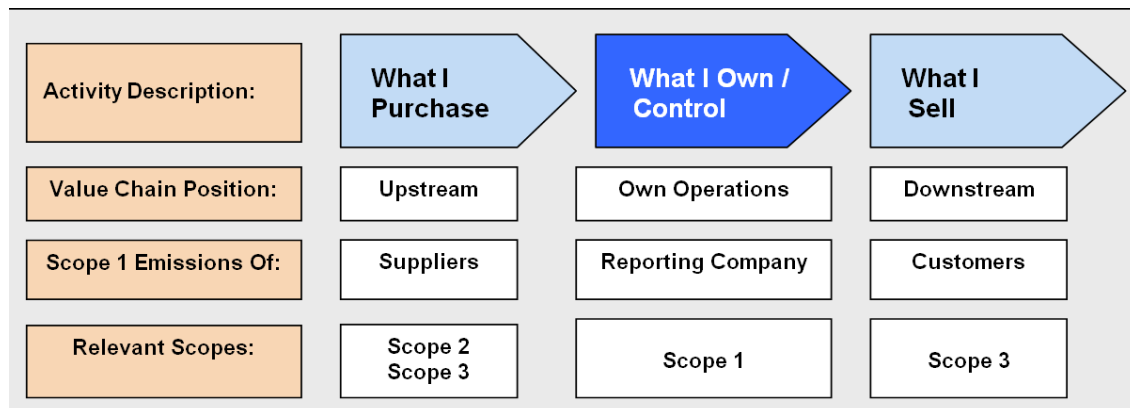 Activity Description:
What I
Purchase
What I Own /
Control
What I
Sell
Value Chain Position:
Upstream
Own Operations
Downstream
Scope 1 Emissions Of:
Suppliers
Reporting Company
Customers
Relevant Scopes:
Scope 2
Scope 3
Scope 1
Scope 3